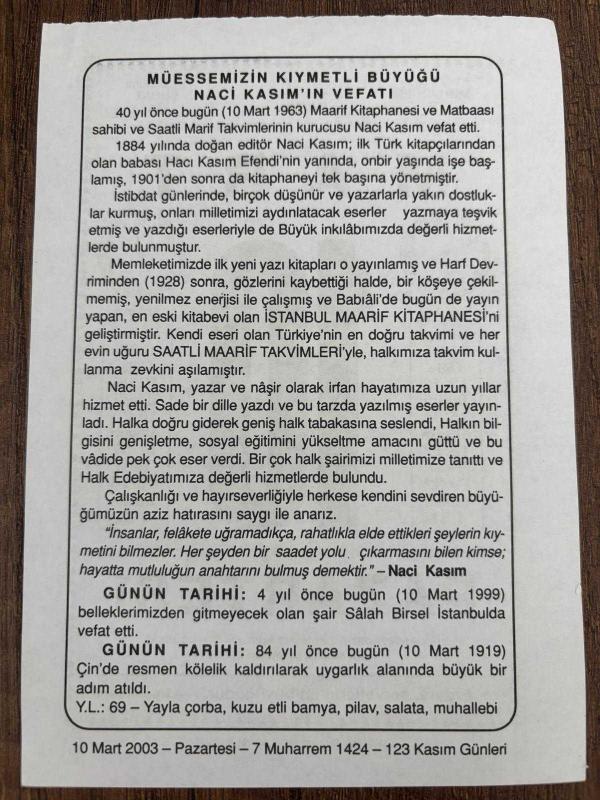 MÜESSEMİZİN KIYMETLİ BÜYÜĞÜ
NACİ KASIM'IN VEFATI
40 yıl önce bugün (10 Mart 1963) Maarif Kitaphanesi ve Matbaası
sahibi ve Saatli Marif Takvimlerinin kurucusu Naci Kasım vefat etti.
1884 yılında doğan editör Naci Kasım; ilk Türk kitapçılarından
olan babası Hacı Kasım Efendi'nin yanında, onbir yaşında işe baş-
lamış, 1901'den sonra da kitaphaneyi tek başına yönetmiştir.
İstibdat günlerinde, birçok düşünür ve yazarlarla yakın dostluk-
lar kurmuş, onları milletimizi aydınlatacak eserler yazmaya teşvik
etmiş ve yazdığı eserleriyle de Büyük inkılâbımızda değerli hizmet-
lerde bulunmuştur.
Memleketimizde ilk yeni yazı kitapları o yayınlamış ve Harf Dev-
riminden (1928) sonra, gözlerini kaybettiği halde, bir köşeye çekil-
memiş, yenilmez enerjisi ile çalışmış ve Babıâli'de bugün de yayın
yapan, en eski kitabevi olan İSTANBUL MAARİF KİTAPHANESİ'ni
geliştirmiştir. Kendi eseri olan Türkiye'nin en doğru takvimi ve her
evin uğuru SAATLİ MAARİF TAKVİMLERİ'yle, halkımıza takvim kul-
lanma zevkini aşılamıştır.
Naci Kasım, yazar ve nâşir olarak irfan hayatımıza uzun yıllar
hizmet etti. Sade bir dille yazdı ve bu tarzda yazılmış eserler yayın-
ladı. Halka doğru giderek geniş halk tabakasına seslendi, Halkın bil-
gisini genişletme, sosyal eğitimini yükseltme amacını güttü ve bu
vâdide pek çok eser verdi. Bir çok halk şairimizi milletimize tanıttı ve
Halk Edebiyatımıza değerli hizmetlerde bulundu.
Çalışkanlığı ve hayırseverliğiyle herkese kendini sevdiren büyü-
ğümüzün aziz hatırasını saygı ile anarız.
"İnsanlar, felâkete uğramadıkça, rahatlıkla elde ettikleri şeylerin kıy-
metini bilmezler. Her şeyden bir saadet yolu çıkarmasını bilen kimse;
hayatta mutluluğun anahtarını bulmuş demektir." – Naci Kasım
GÜNÜN TARİHİ: 4 yıl önce bugün (10 Mart 1999)
belleklerimizden gitmeyecek olan şair Sâlah Birsel İstanbulda
vefat etti.
GÜNÜN TARİHİ: 84 yıl önce bugün (10 Mart 1919)
Çin'de resmen kölelik kaldırılarak uygarlık alanında büyük bir
adım atıldı.
Y.L.: 69 – Yayla çorba, kuzu etli bamya, pilav, salata, muhallebi
10 Mart 2003 – Pazartesi – 7 Muharrem 1424 – 123 Kasım Günleri